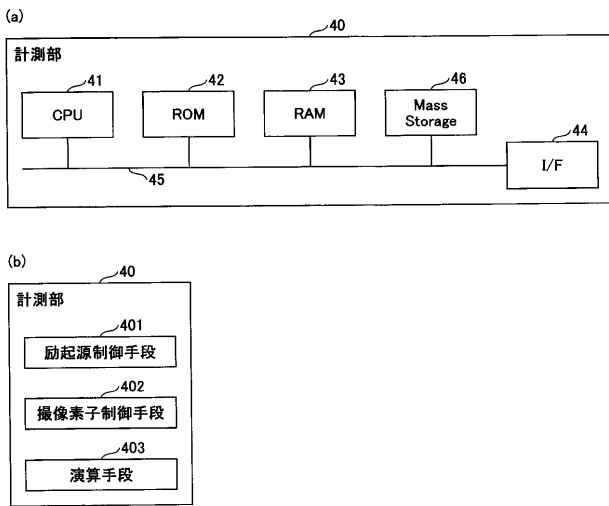 (a)
40
計測部
41
42
43
46
CPU
ROM
RAM
Mass
Storage
44
I/F
45
(b)
40
計測部
401
励起源制御手段
402
撮像素子制御手段
403
演算手段